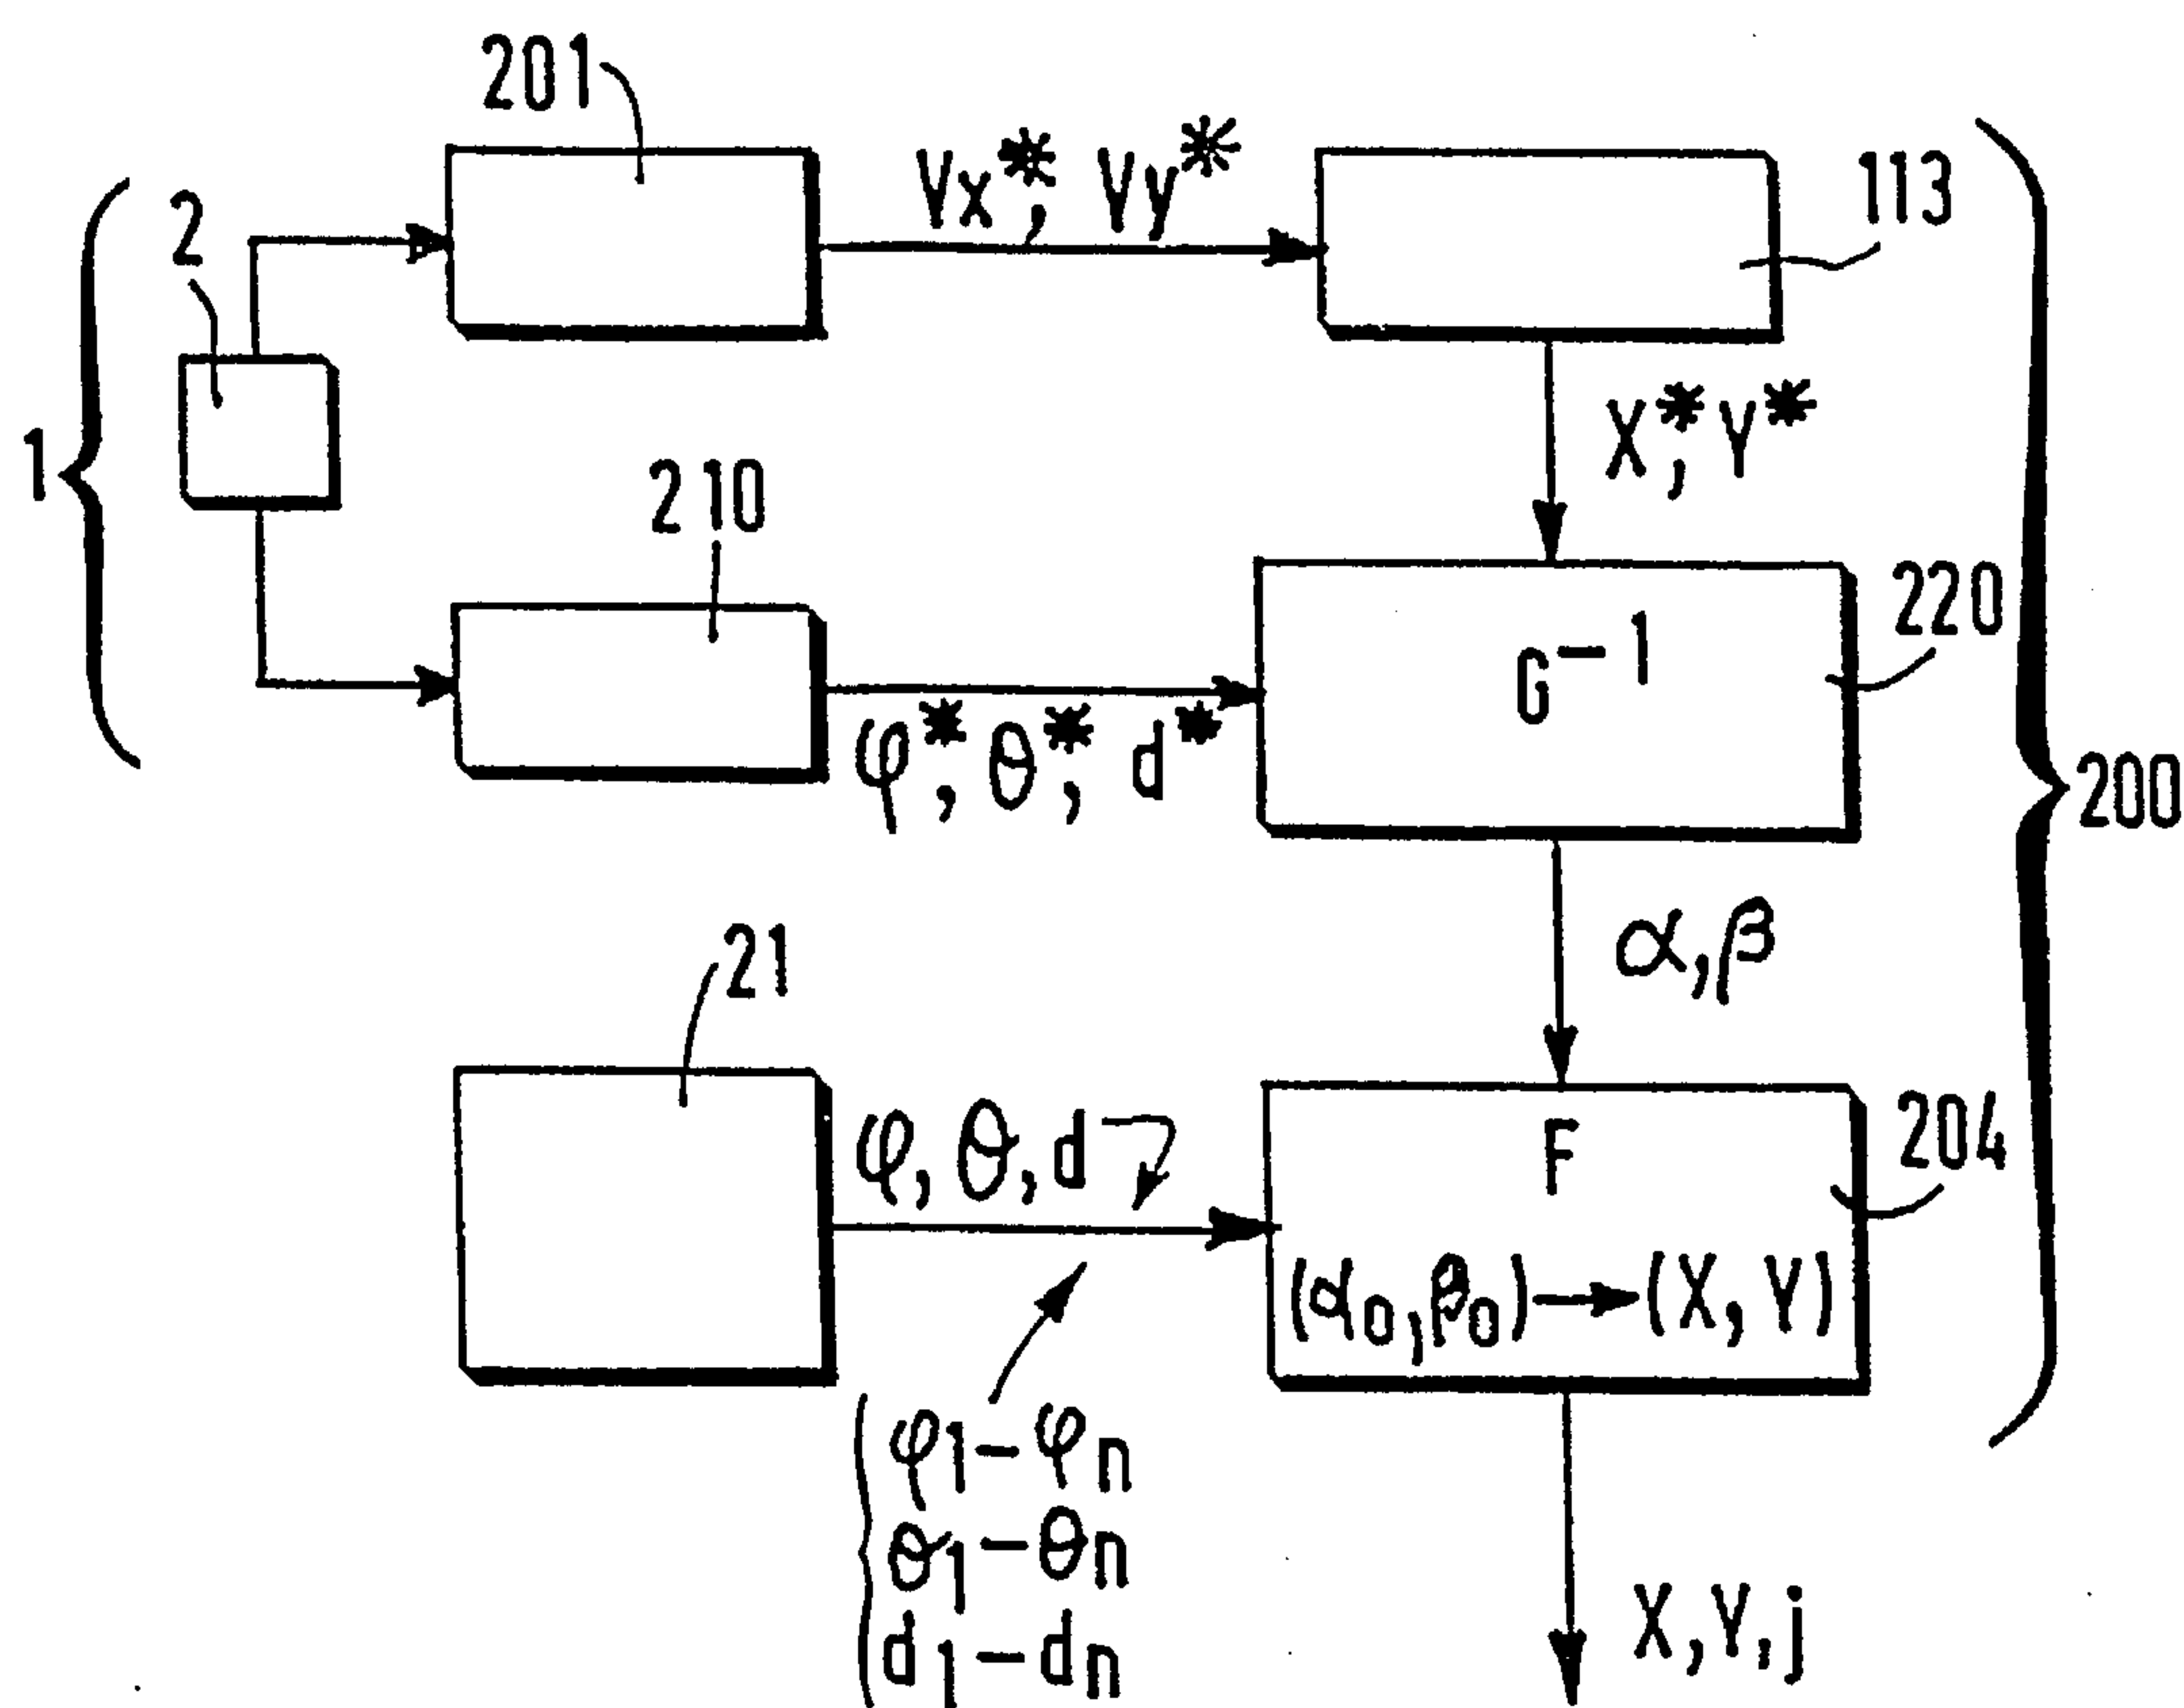 201
Vx*, Vy*
113
2
1
X*, Y*
210
220
G⁻¹
φ*, θ*, d*
200
α, β
21
φ, θ, d
204
F
(α₀, β₀) → (X, Y)
φ1 – φn
θ1 – θn
d1 – dn
X, Y, j